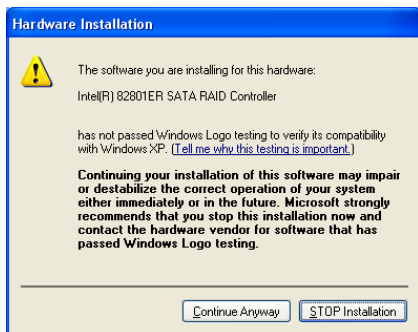 Hardware Installation
The software you are installing for this hardware:
Intel(R) 82801ER SATA RAID Controller
has not passed Windows Logo testing to verify its compatibility
with Windows XP. (Tell me why this testing is important.)
Continuing your installation of this software may impair
or destabilize the correct operation of your system
either immediately or in the future. Microsoft strongly
recommends that you stop this installation now and
contact the hardware vendor for software that has
passed Windows Logo testing.
Continue Anyway STOP Installation